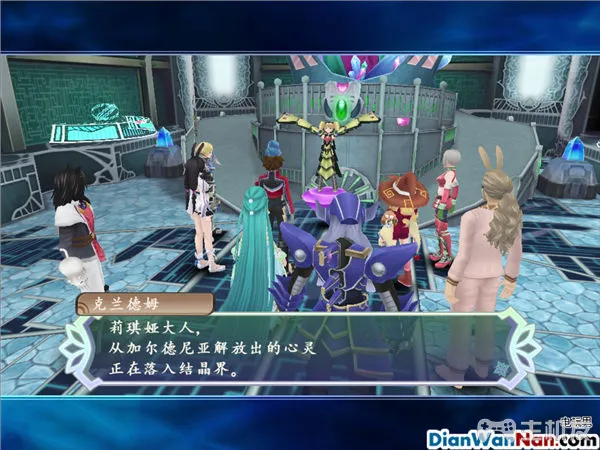 克兰德姆
莉琪娅大人，
从加尔德尼亚解放出的心灵
正在落入结晶界。
电玩男
DianWanNan.com